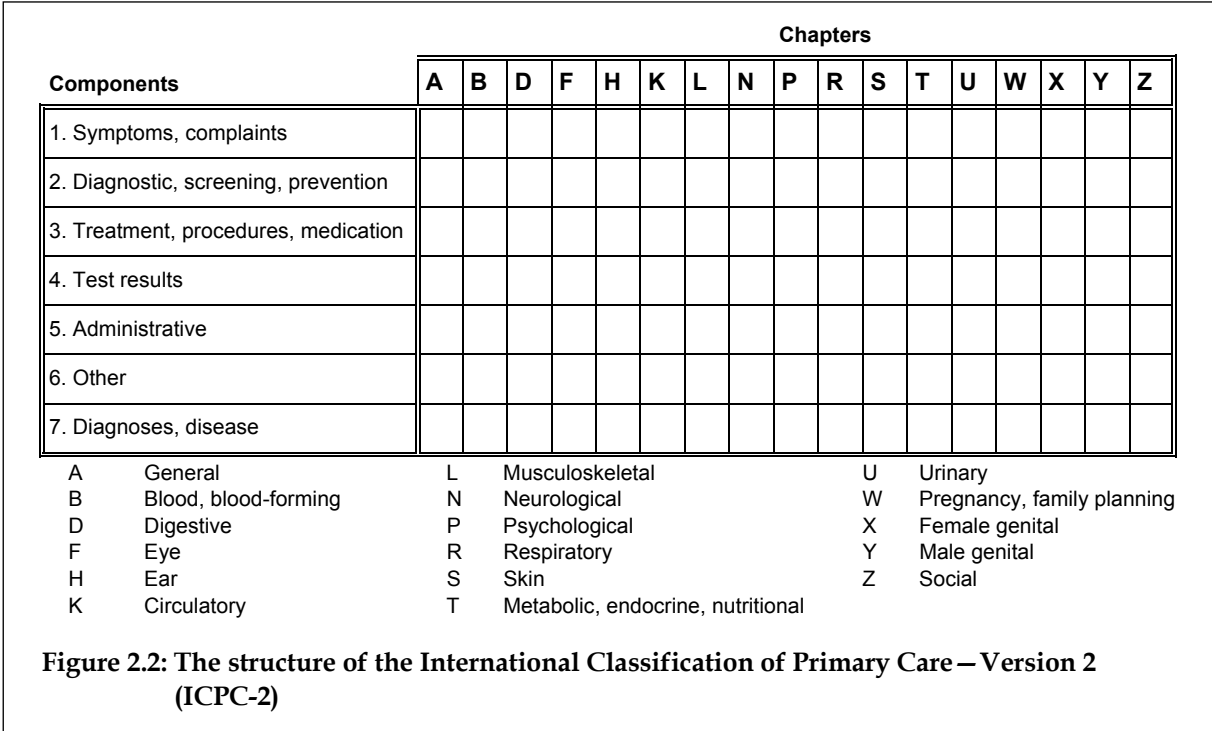 Chapters
Components A B D F H K L N P R S T U W X Y Z
1. Symptoms, complaints
2. Diagnostic, screening, prevention
3. Treatment, procedures, medication
4. Test results
5. Administrative
6. Other
7. Diagnoses, disease
A General L Musculoskeletal U Urinary
B Blood, blood-forming N Neurological W Pregnancy, family planning
D Digestive P Psychological X Female genital
F Eye R Respiratory Y Male genital
H Ear S Skin Z Social
K Circulatory T Metabolic, endocrine, nutritional
Figure 2.2: The structure of the International Classification of Primary Care—Version 2
(ICPC-2)